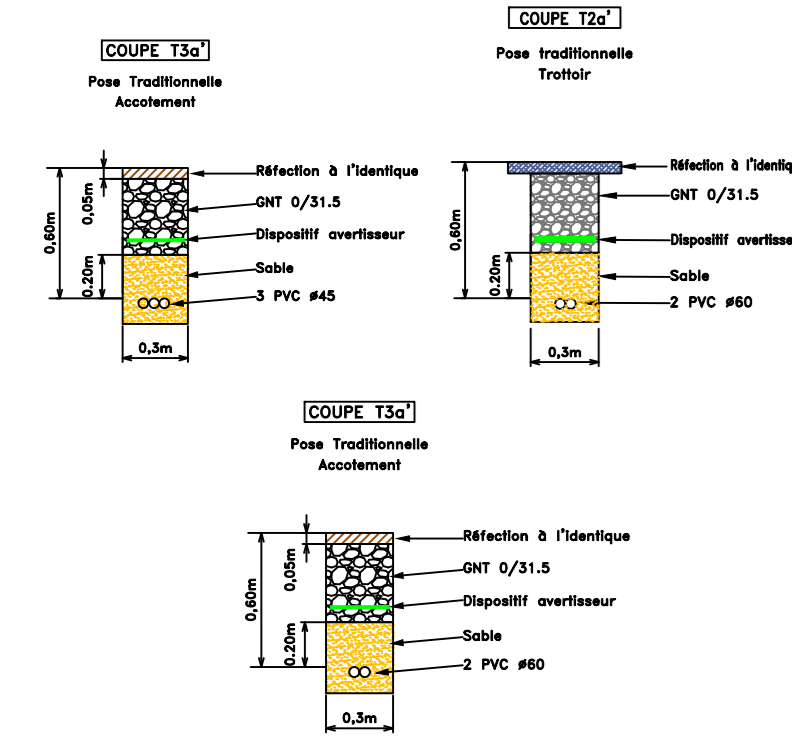 COUPE T3a'
Pose Traditionnelle
Accotement
0,60m
0,05m
0.20m
Réfection à l'identique
GNT 0/31.5
Dispositif avertisseur
Sable
3 PVC ø45
0,3m
COUPE T2a'
Pose traditionnelle
Trottoir
0,60m
0.20m
Réfection à l'identiq
GNT 0/31.5
Dispositif avertisse
Sable
2 PVC ø60
0,3m
COUPE T3a'
Pose Traditionnelle
Accotement
0,60m
0,05m
0.20m
Réfection à l'identique
GNT 0/31.5
Dispositif avertisseur
Sable
2 PVC ø60
0,3m